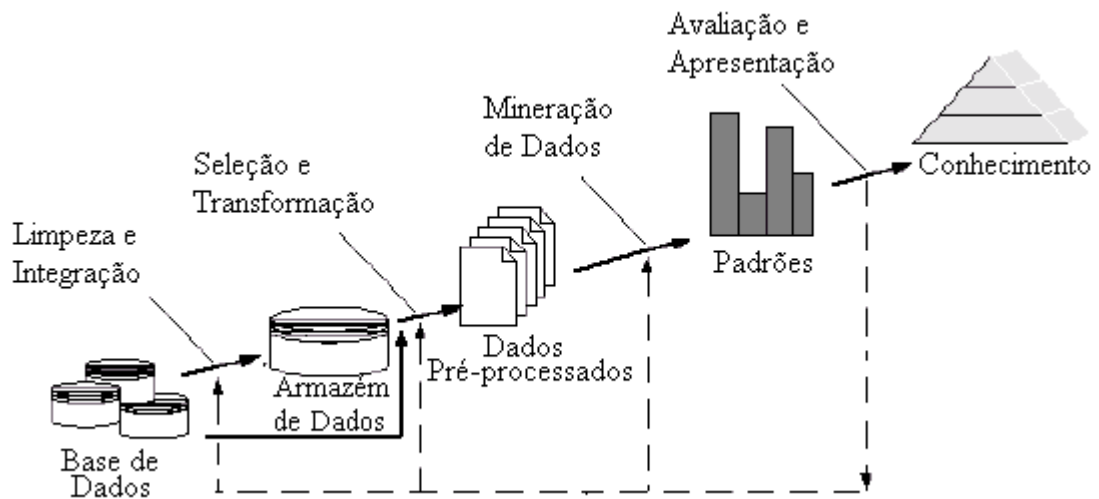 Avaliação e
Apresentação
Mineração
de Dados
Conhecimento
Seleção e
Transformação
Limpeza e
Integração
Padrões
Dados
Pré-processados
Armazém
de Dados
Base de
Dados